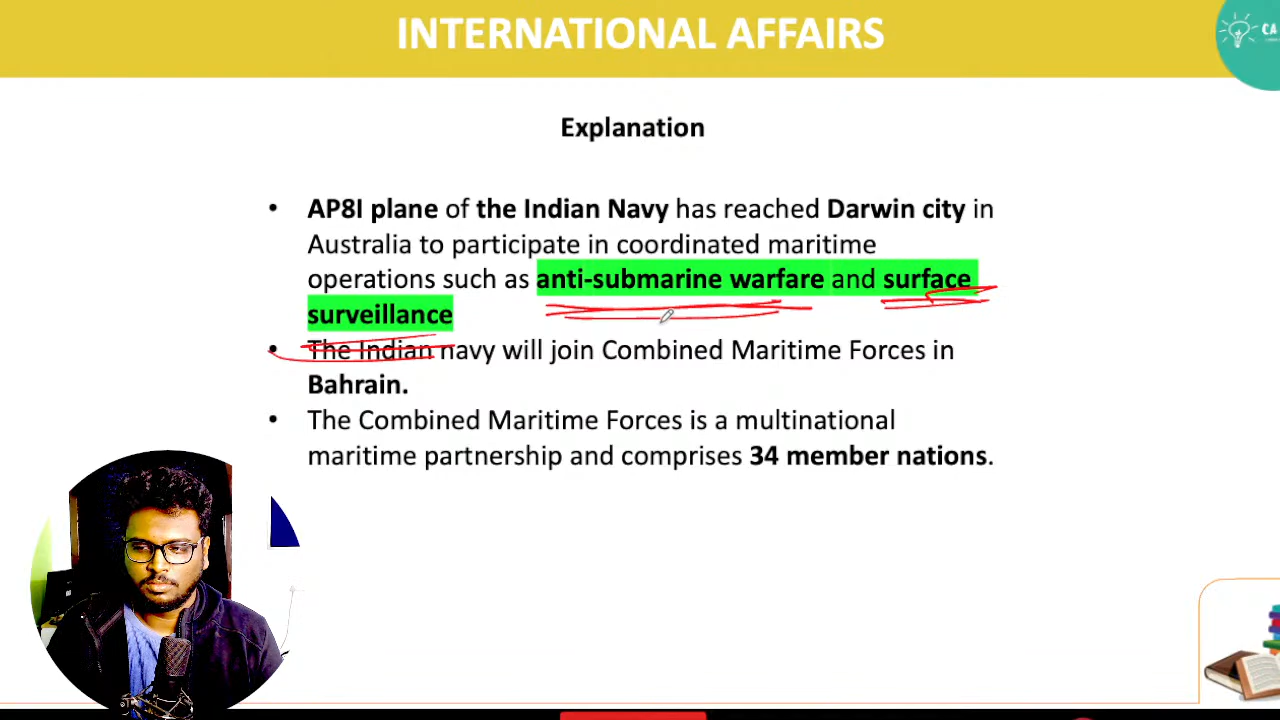 INTERNATIONAL AFFAIRS
CA
Explanation
• AP8I plane of the Indian Navy has reached Darwin city in
Australia to participate in coordinated maritime
operations such as anti-submarine warfare and surface
surveillance
• The Indian navy will join Combined Maritime Forces in
Bahrain.
• The Combined Maritime Forces is a multinational
maritime partnership and comprises 34 member nations.